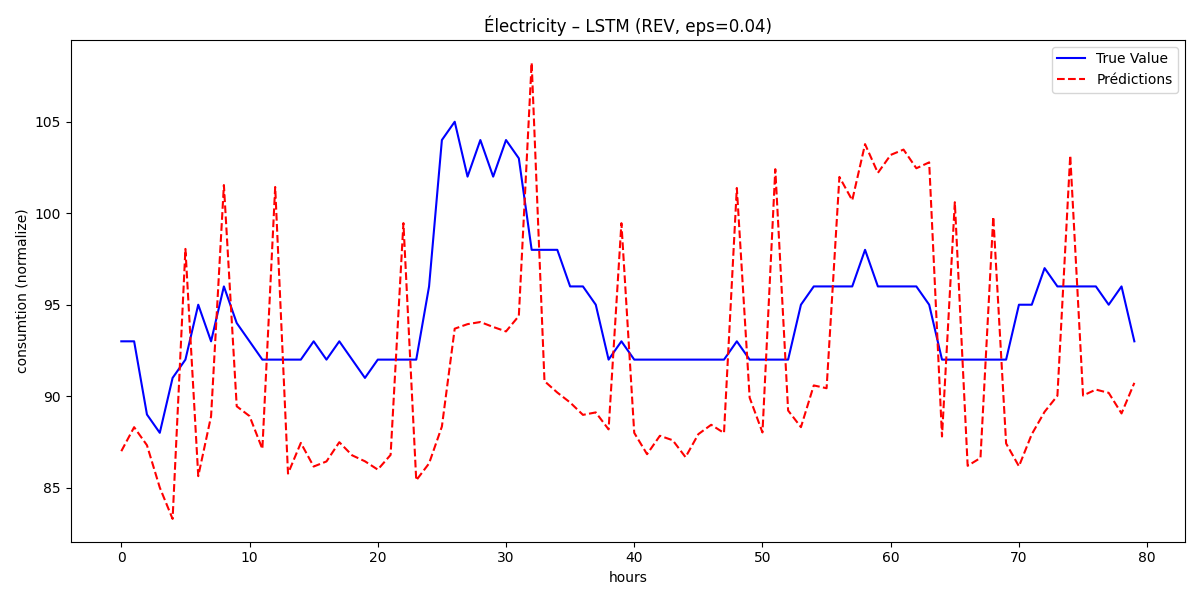 Électricity – LSTM (REV, eps=0.04)
True Value
Prédictions
consumtion (normalize)
105
100
95
90
85
0 10 20 30 40 50 60 70 80
hours